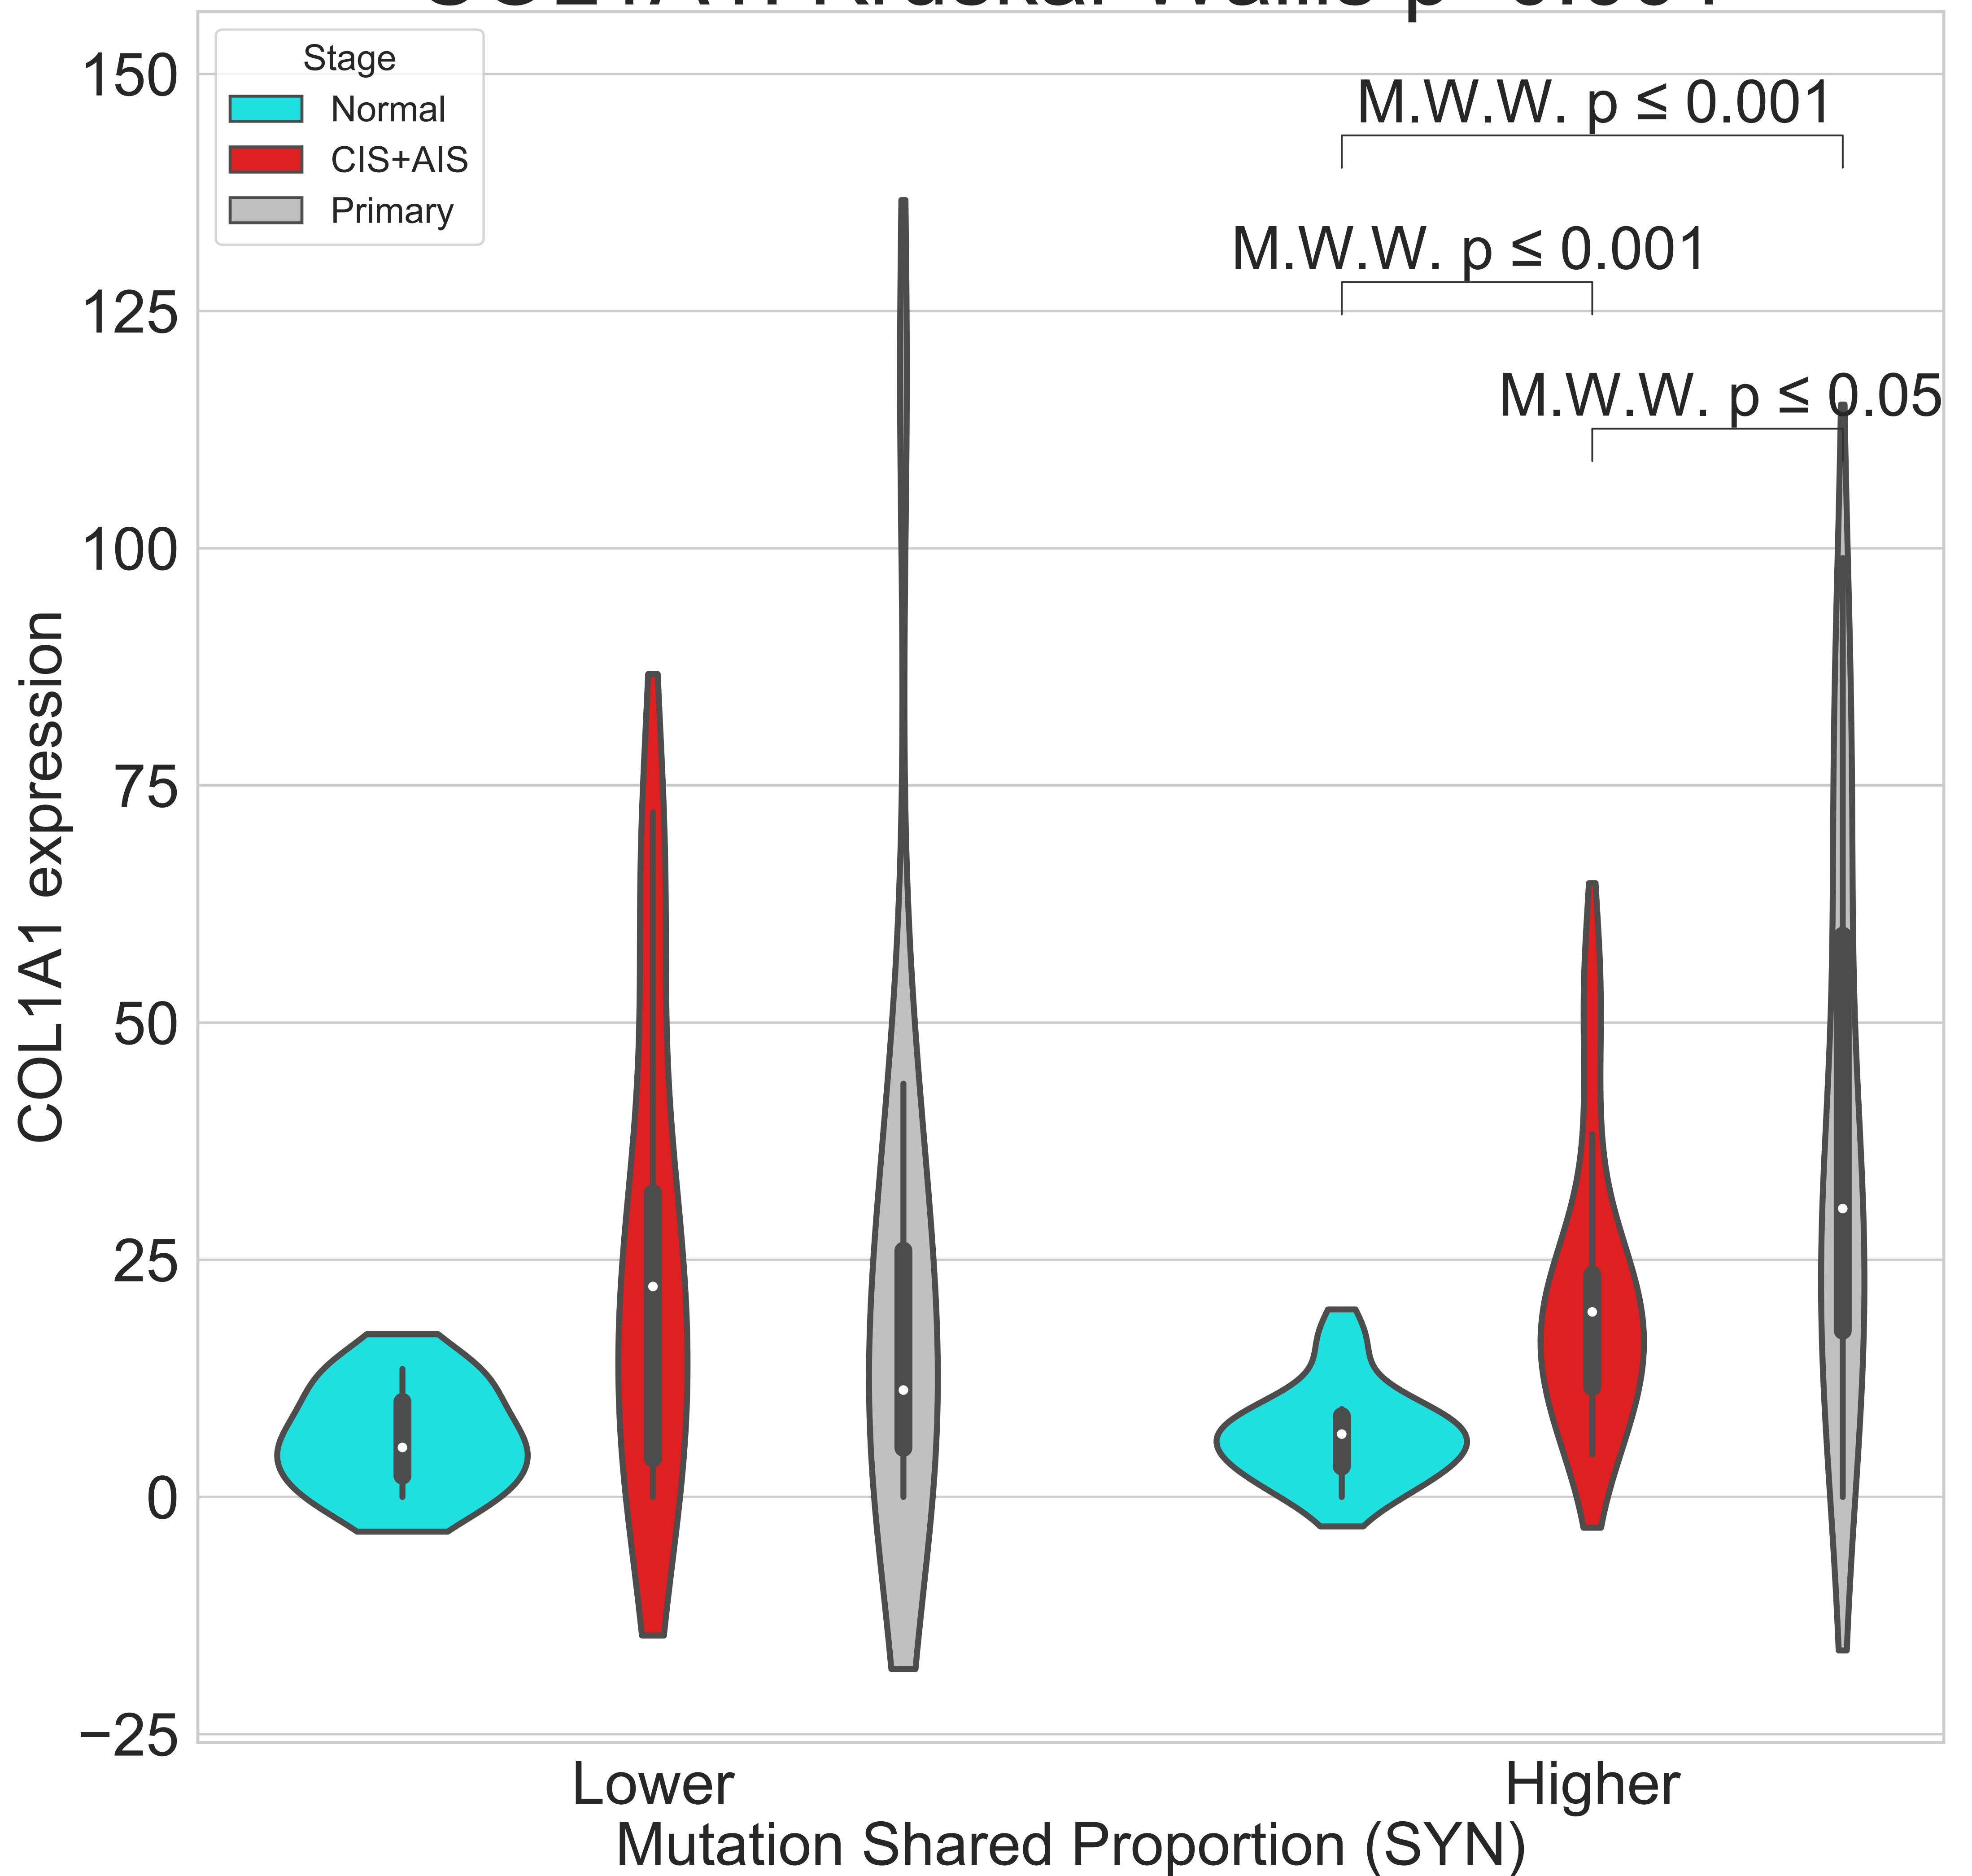 150
125
100
75
50
25
0
−25
COL1A1 expression
Stage
Normal
CIS+AIS
Primary
M.W.W. p ≤ 0.001
M.W.W. p ≤ 0.001
M.W.W. p ≤ 0.05
Lower
Higher
Mutation Shared Proportion (SYN)